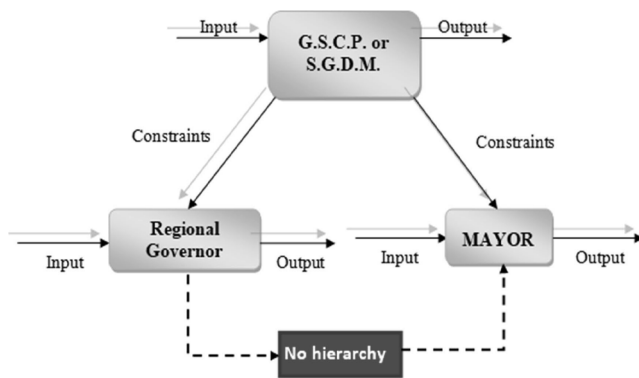 Input
G.S.C.P. or
S.G.D.M.
Output
Constraints
Constraints
Regional
Governor
Input
Output
MAYOR
Input
Output
No hierarchy